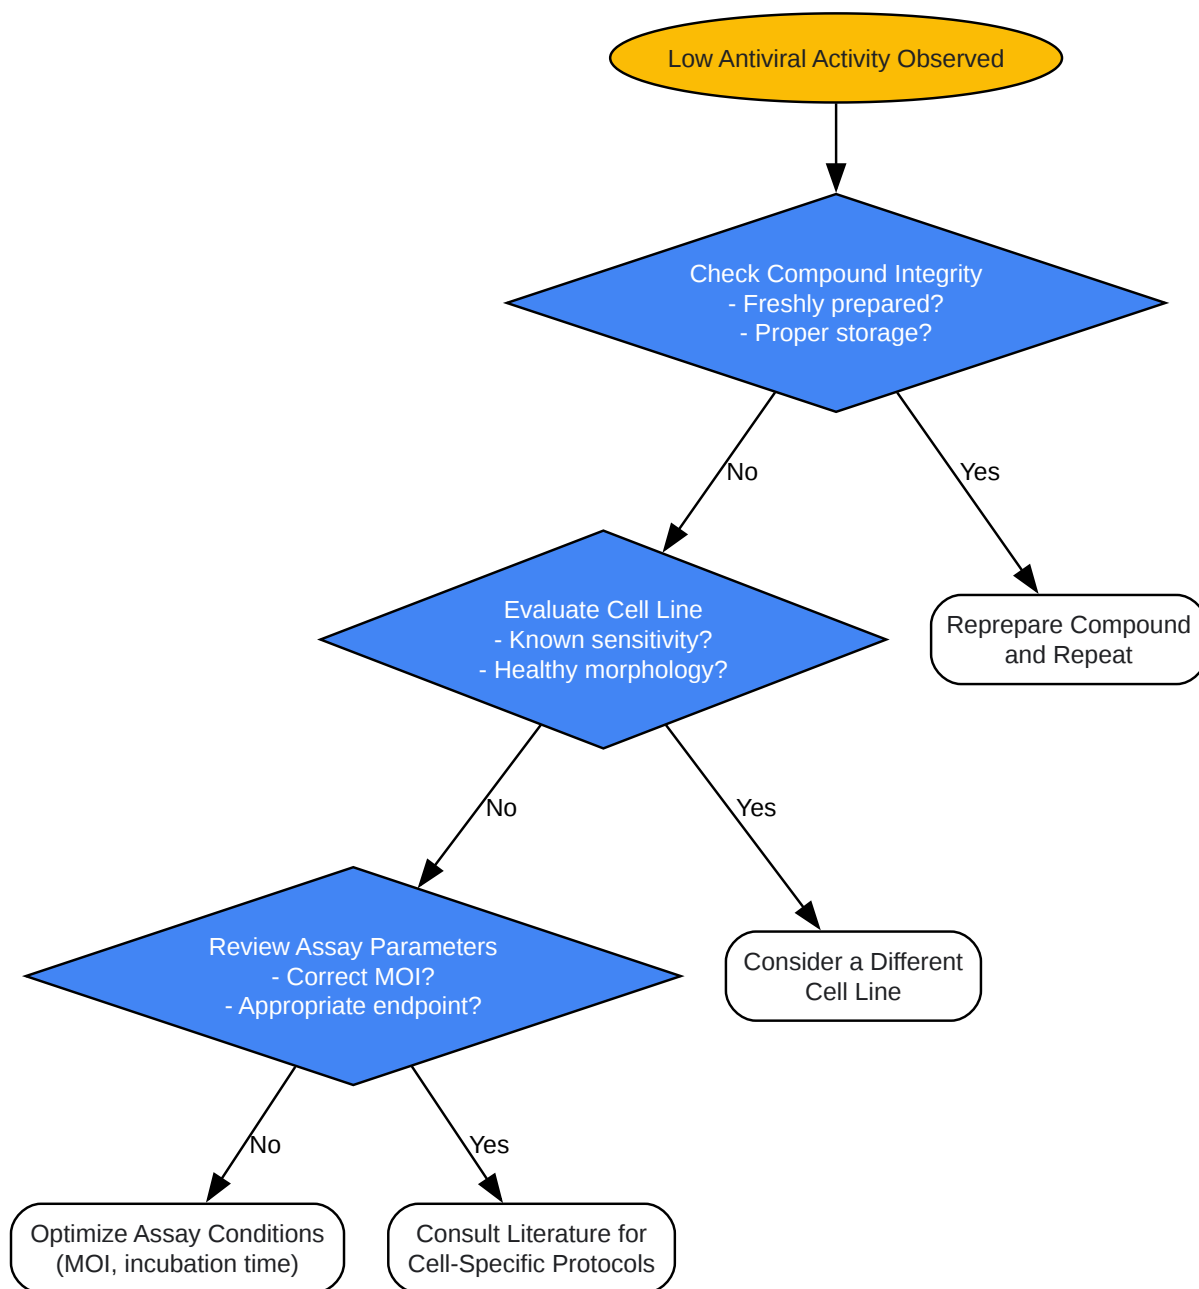 Low Antiviral Activity Observed
Check Compound Integrity
- Freshly prepared?
- Proper storage?
No
Yes
Evaluate Cell Line
- Known sensitivity?
- Healthy morphology?
Reprepare Compound
and Repeat
No
Yes
Review Assay Parameters
- Correct MOI?
- Appropriate endpoint?
Consider a Different
Cell Line
No
Yes
Optimize Assay Conditions
(MOI, incubation time)
Consult Literature for
Cell-Specific Protocols